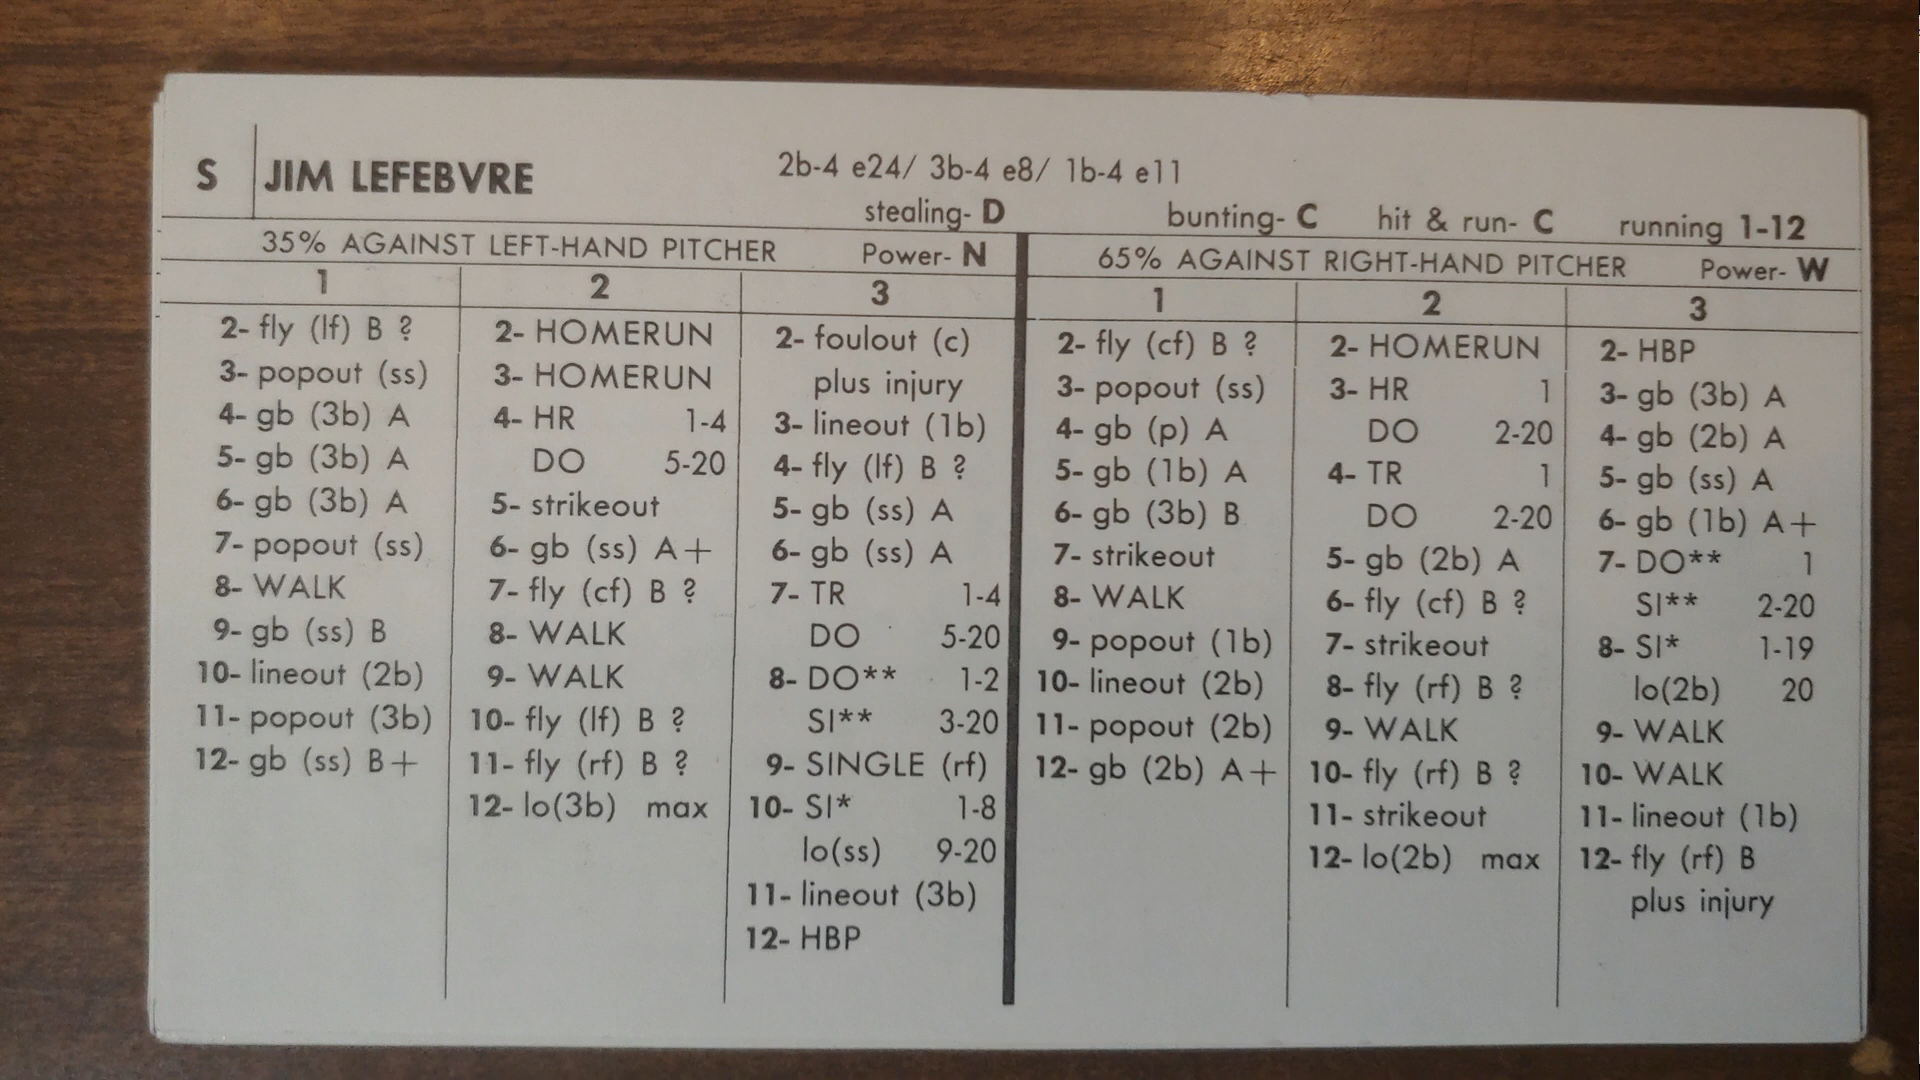 S JIM LEFEBVRE 2b-4 e24/ 3b-4 e8/ 1b-4 e11
stealing- D bunting- C hit & run- C running 1-12
35% AGAINST LEFT-HAND PITCHER Power- N
1
2- fly (lf) B ?
3- popout (ss)
4- gb (3b) A
5- gb (3b) A
6- gb (3b) A
7- popout (ss)
8- WALK
9- gb (ss) B
10- lineout (2b)
11- popout (3b)
12- gb (ss) B+
2
2- HOMERUN
3- HOMERUN
4- HR 1-4
DO 5-20
5- strikeout
6- gb (ss) A+
7- fly (cf) B ?
8- WALK
9- WALK
10- fly (lf) B ?
11- fly (rf) B ?
12- lo(3b) max
3
2- foulout (c)
plus injury
3- lineout (1b)
4- fly (lf) B ?
5- gb (ss) A
6- gb (ss) A
7- TR 1-4
DO 5-20
8- DO** 1-2
SI** 3-20
9- SINGLE (rf)
10- SI* 1-8
lo(ss) 9-20
11- lineout (3b)
12- HBP
65% AGAINST RIGHT-HAND PITCHER Power- W
1
2- fly (cf) B ?
3- popout (ss)
4- gb (p) A
5- gb (1b) A
6- gb (3b) B
7- strikeout
8- WALK
9- popout (1b)
10- lineout (2b)
11- popout (2b)
12- gb (2b) A+
2
2- HOMERUN
3- HR 1
DO 2-20
4- TR 1
DO 2-20
5- gb (2b) A
6- fly (cf) B ?
7- strikeout
8- fly (rf) B ?
9- WALK
10- fly (rf) B ?
11- strikeout
12- lo(2b) max
3
2- HBP
3- gb (3b) A
4- gb (2b) A
5- gb (ss) A
6- gb (1b) A+
7- DO** 1
SI** 2-20
8- SI* 1-19
lo(2b) 20
9- WALK
10- WALK
11- lineout (1b)
12- fly (rf) B
plus injury